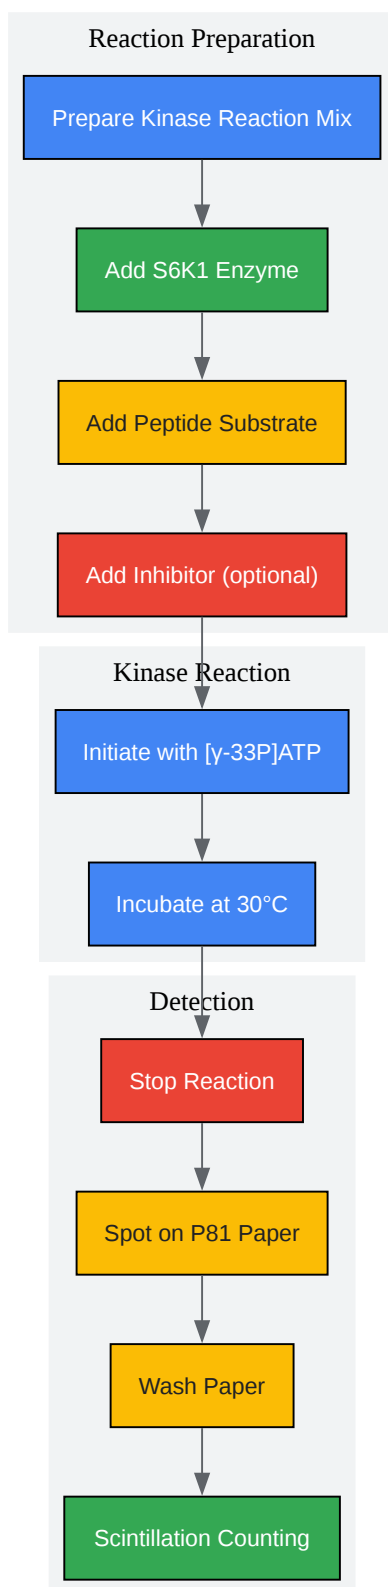 Reaction Preparation
Prepare Kinase Reaction Mix
Add S6K1 Enzyme
Add Peptide Substrate
Add Inhibitor (optional)
Kinase Reaction
Initiate with [γ-33P]ATP
Incubate at 30°C
Detection
Stop Reaction
Spot on P81 Paper
Wash Paper
Scintillation Counting